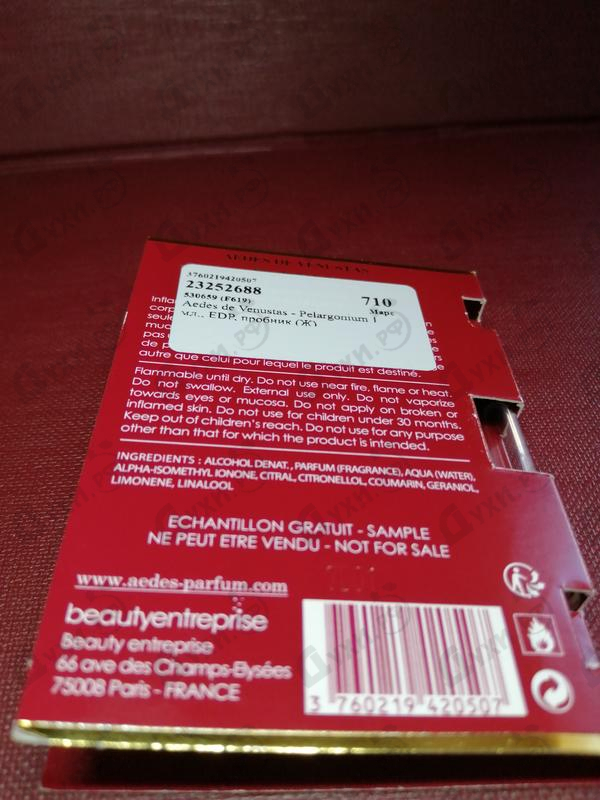 AEDES DE VENUSTAS
3760219420507
23252688
530659 (F619)
710
Марс
Aedes de Venustas - Pelargonium 1
мл., EDP, пробник (Ж)
autre que celui pour lequel le produit est destiné.
Flammable until dry. Do not use near fire, flame or heat.
Do not swallow. External use only. Do not vaporize
towards eyes or mucosa. Do not apply on broken or
inflamed skin. Do not use for children under 30 months.
Keep out of children's reach. Do not use for any purpose
other than that for which the product is intended.
INGREDIENTS : ALCOHOL DENAT., PARFUM (FRAGRANCE), AQUA (WATER),
ALPHA-ISOMETHYL IONONE, CITRAL, CITRONELLOL, COUMARIN, GERANIOL,
LIMONENE, LINALOOL
ECHANTILLON GRATUIT - SAMPLE
NE PEUT ETRE VENDU - NOT FOR SALE
www.aedes-parfum.com
beautyentreprise
Beauty entreprise
66 ave des Champs-Elysées
75008 Paris - FRANCE
3 760219 420507